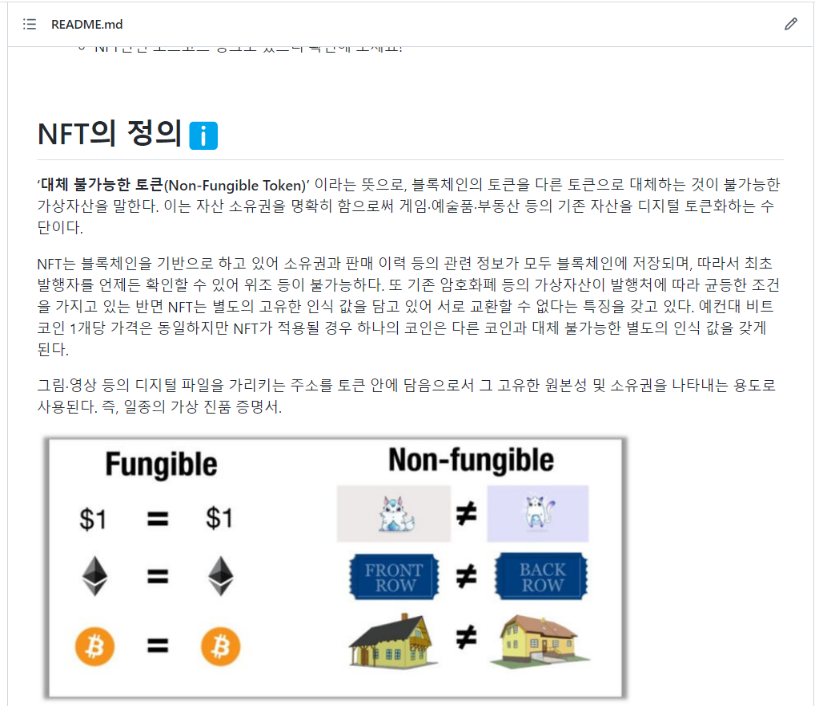 README.md
NFT의 정의
‘대체 불가능한 토큰(Non-Fungible Token)’ 이라는 뜻으로, 블록체인의 토큰을 다른 토큰으로 대체하는 것이 불가능한
가상자산을 말한다. 이는 자산 소유권을 명확히 함으로써 게임·예술품·부동산 등의 기존 자산을 디지털 토큰화하는 수
단이다.
NFT는 블록체인을 기반으로 하고 있어 소유권과 판매 이력 등의 관련 정보가 모두 블록체인에 저장되며, 따라서 최초
발행자를 언제든 확인할 수 있어 위조 등이 불가능하다. 또 기존 암호화폐 등의 가상자산이 발행처에 따라 균등한 조건
을 가지고 있는 반면 NFT는 별도의 고유한 인식 값을 담고 있어 서로 교환할 수 없다는 특징을 갖고 있다. 예컨대 비트
코인 1개당 가격은 동일하지만 NFT가 적용될 경우 하나의 코인은 다른 코인과 대체 불가능한 별도의 인식 값을 갖게
된다.
그림·영상 등의 디지털 파일을 가리키는 주소를 토큰 안에 담음으로서 그 고유한 원본성 및 소유권을 나타내는 용도로
사용된다. 즉, 일종의 가상 진품 증명서.
Fungible
Non-fungible
$1 = $1
≠
=
FRONT ROW ≠ BACK ROW
=
≠